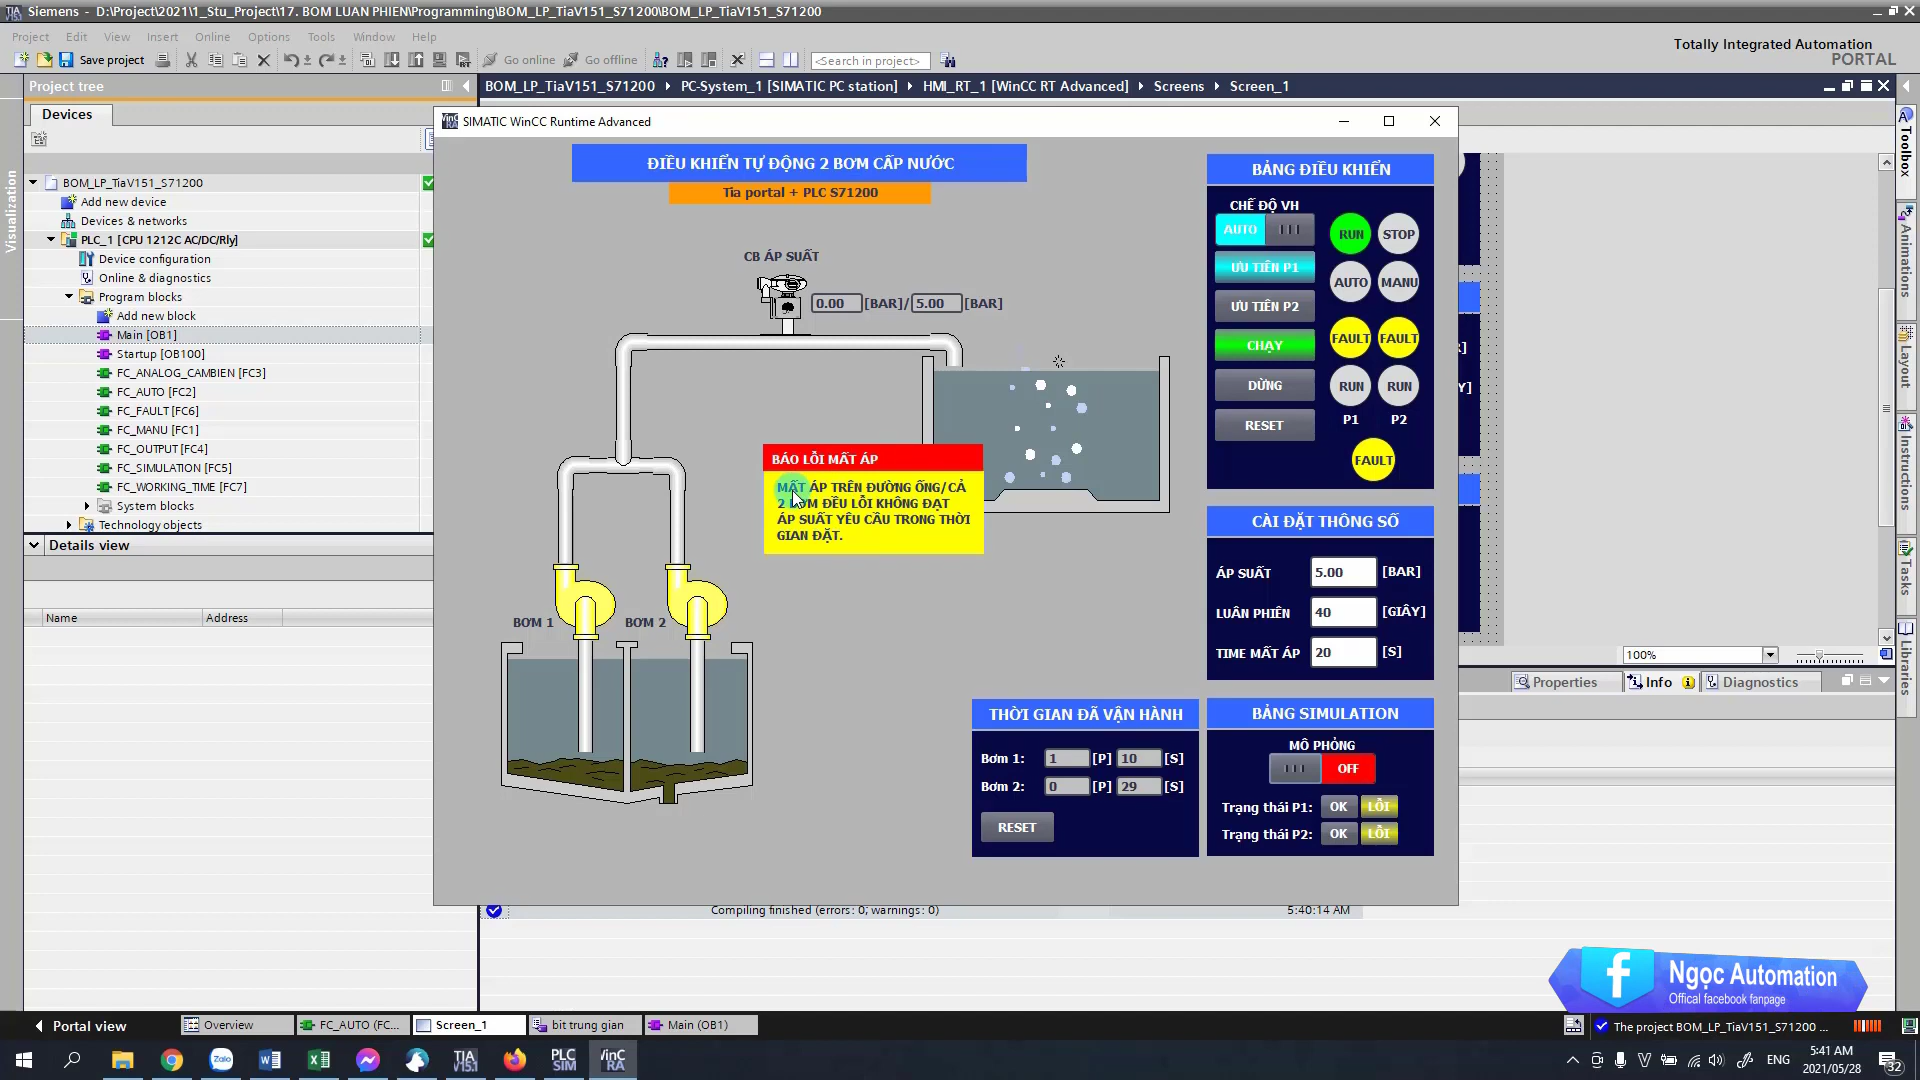 Siemens - D:\Project\2021\1_Stu_Project\17. BOM LUAN PHIEN\Programming\BOM_LP_TiaV151_S71200\BOM_LP_TiaV151_S71200
Project Edit View Insert Online Options Tools Window Help
Totally Integrated Automation
PORTAL
Save project
Go online
Go offline
<Search in project>
Project tree
BOM_LP_TiaV151_S71200
PC-System_1 [SIMATIC PC station]
HMI_RT_1 [WinCC RT Advanced]
Screens
Screen_1
Devices
Visualization
BOM_LP_TiaV151_S71200
Add new device
Devices & networks
PLC_1 [CPU 1212C AC/DC/Rly]
Device configuration
Online & diagnostics
Program blocks
Add new block
Main [OB1]
Startup [OB100]
FC_ANALOG_CAMBIEN [FC3]
FC_AUTO [FC2]
FC_FAULT [FC6]
FC_MANU [FC1]
FC_OUTPUT [FC4]
FC_SIMULATION [FC5]
FC_WORKING_TIME [FC7]
System blocks
Technology objects
Details view
Name
Address
SIMATIC WinCC Runtime Advanced
ĐIỀU KHIỂN TỰ ĐỘNG 2 BƠM CẤP NƯỚC
Tia portal + PLC S71200
CB ÁP SUẤT
0.00 [BAR]/ 5.00 [BAR]
BÁO LỖI MẤT ÁP
MẤT ÁP TRÊN ĐƯỜNG ỐNG/CẢ
2 BƠM ĐỀU LỖI KHÔNG ĐẠT
ÁP SUẤT YÊU CẦU TRONG THỜI
GIAN ĐẶT.
BƠM 1
BƠM 2
BẢNG ĐIỀU KHIỂN
CHẾ ĐỘ VH
AUTO
RUN
STOP
ƯU TIÊN P1
AUTO
MANU
ƯU TIÊN P2
CHẠY
FAULT
FAULT
DỪNG
RUN
RUN
RESET
P1
P2
FAULT
CÀI ĐẶT THÔNG SỐ
ÁP SUẤT 5.00 [BAR]
LUÂN PHIÊN 40 [GIÂY]
TIME MẤT ÁP 20 [S]
THỜI GIAN ĐÃ VẬN HÀNH
Bơm 1: 1 [P] 10 [S]
Bơm 2: 0 [P] 29 [S]
RESET
BẢNG SIMULATION
MÔ PHỎNG
OFF
Trạng thái P1: OK LỖI
Trạng thái P2: OK LỖI
Toolbox
Animations
Layout
Instructions
Tasks
Libraries
100%
Properties
Info
Diagnostics
Compiling finished (errors: 0; warnings: 0)
5:40:14 AM
Ngọc Automation
Offical facebook fanpage
Portal view
Overview
FC_AUTO (FC...
Screen_1
bit trung gian
Main (OB1)
The project BOM_LP_TiaV151_S71200 ...
Zalo
TIA
V15.1
PLC
SIM
WinC
RA
ENG
5:41 AM
2021/05/28
32